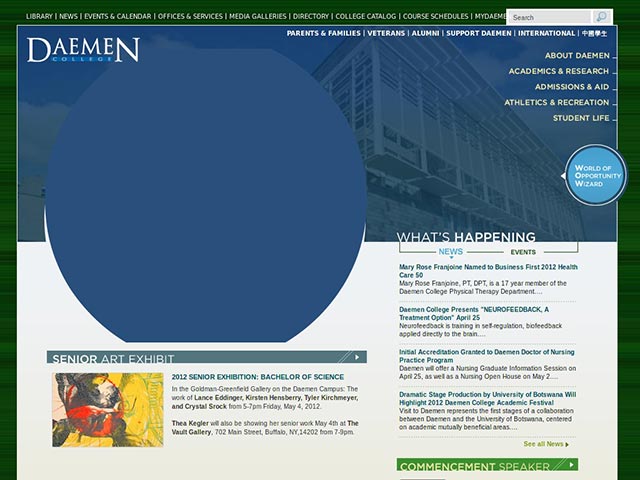 LIBRARY | NEWS | EVENTS & CALENDAR | OFFICES & SERVICES | MEDIA GALLERIES | DIRECTORY | COLLEGE CATALOG | COURSE SCHEDULES | MYDAEME
Search
PARENTS & FAMILIES | VETERANS | ALUMNI | SUPPORT DAEMEN | INTERNATIONAL | 中國學生
DAEMEN
COLLEGE
ABOUT DAEMEN
ACADEMICS & RESEARCH
ADMISSIONS & AID
ATHLETICS & RECREATION
STUDENT LIFE
WORLD OF
OPPORTUNITY
WIZARD
WHAT'S HAPPENING
NEWS EVENTS
Mary Rose Franjoine Named to Business First 2012 Health
Care 50
Mary Rose Franjoine, PT, DPT, is a 17 year member of the
Daemen College Physical Therapy Department....
Daemen College Presents "NEUROFEEDBACK, A
Treatment Option" April 25
Neurofeedback is training in self-regulation, biofeedback
applied directly to the brain....
Initial Accreditation Granted to Daemen Doctor of Nursing
Practice Program
Daemen will offer a Nursing Graduate Information Session on
April 25, as well as a Nursing Open House on May 2....
Dramatic Stage Production by University of Botswana Will
Highlight 2012 Daemen College Academic Festival
Visit to Daemen represents the first stages of a collaboration
between Daemen and the University of Botswana, centered
on academic mutually beneficial areas....
See all News
COMMENCEMENT SPEAKER
SENIOR ART EXHIBIT
2012 SENIOR EXHIBITION: BACHELOR OF SCIENCE
In the Goldman-Greenfield Gallery on the Daemen Campus: The
work of Lance Eddinger, Kirsten Hensberry, Tyler Kirchmeyer,
and Crystal Srock from 5-7pm Friday, May 4, 2012.
Thea Kegler will also be showing her senior work May 4th at The
Vault Gallery, 702 Main Street, Buffalo, NY,14202 from 7-9pm.